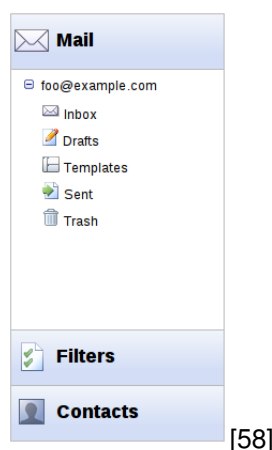 Mail
foo@example.com
Inbox
Drafts
Templates
Sent
Trash
Filters
Contacts
[58]